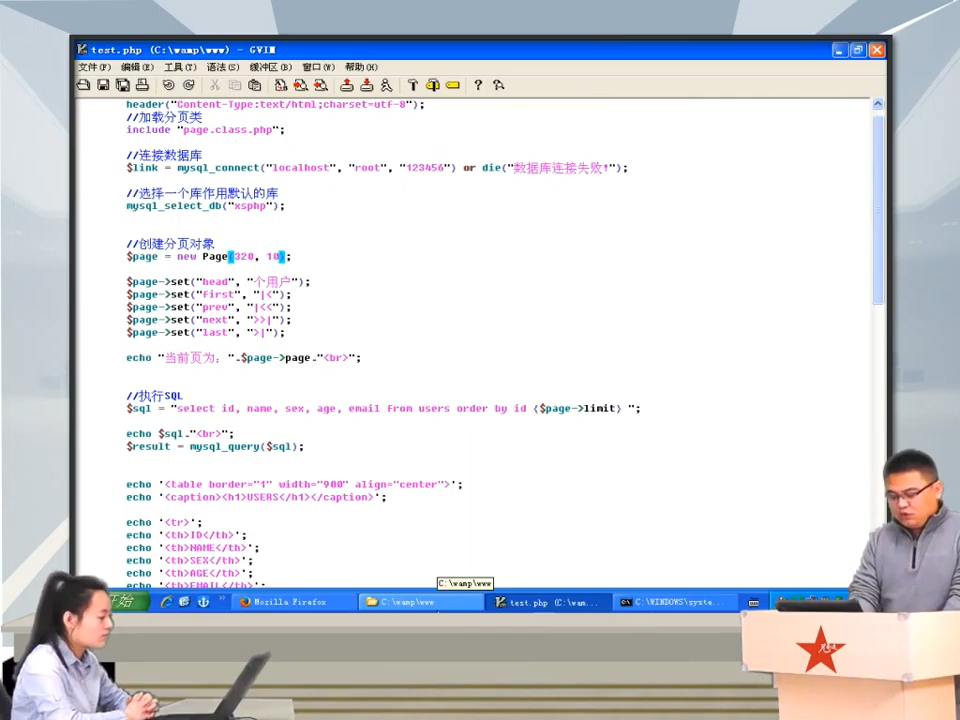 test.php (C:\wamp\www) - GVIM
文件(F) 编辑(E) 工具(T) 语法(S) 缓冲区(B) 窗口(W) 帮助(H)
header("Content-Type:text/html;charset=utf-8");
//加载分页类
include "page.class.php";
//连接数据库
$link = mysql_connect("localhost", "root", "123456") or die("数据库连接失败!");
//选择一个库作用默认的库
mysql_select_db("xsphp");
//创建分页对象
$page = new Page(320, 10);
$page->set("head", "个用户");
$page->set("first", "|<");
$page->set("prev", "|<<");
$page->set("next", ">>|");
$page->set("last", ">|");
echo "当前页为: ".$page->page."<br>";
//执行SQL
$sql = "select id, name, sex, age, email from users order by id {$page->limit} ";
echo $sql."<br>";
$result = mysql_query($sql);
echo '<table border="1" width="900" align="center">';
echo '<caption><h1>USERS</h1></caption>';
echo '<tr>';
echo '<th>ID</th>';
echo '<th>NAME</th>';
echo '<th>SEX</th>';
echo '<th>AGE</th>';
echo '<th>EMAIL</th>';
C:\wamp\www
开始
Mozilla Firefox
C:\wamp\www
test.php (C:\wam...
C:\WINDOWS\syste...